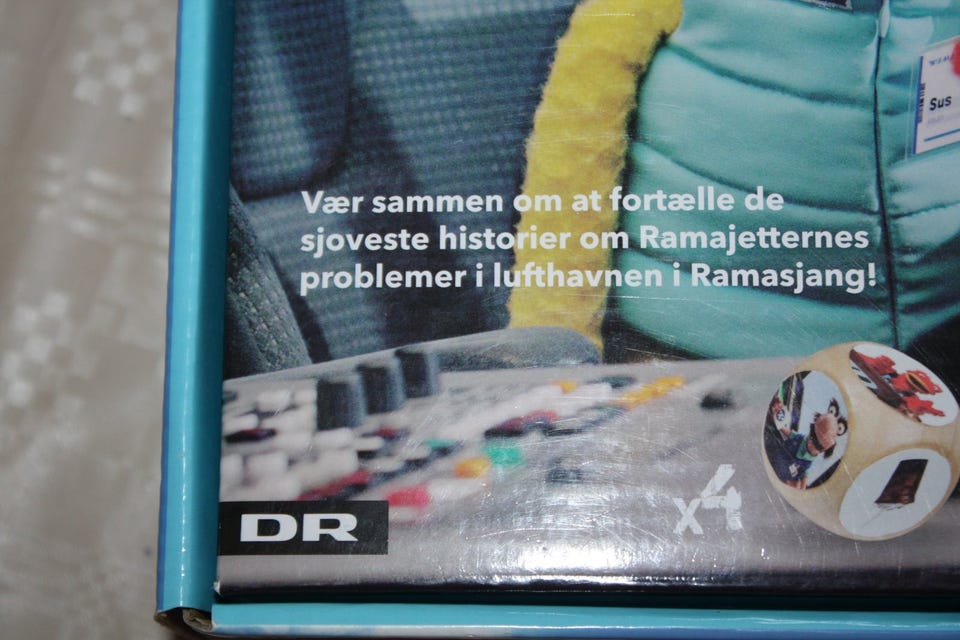 Sus
Vær sammen om at fortælle de
sjoveste historier om Ramajetternes
problemer i lufthavnen i Ramasjang!
x4
DR